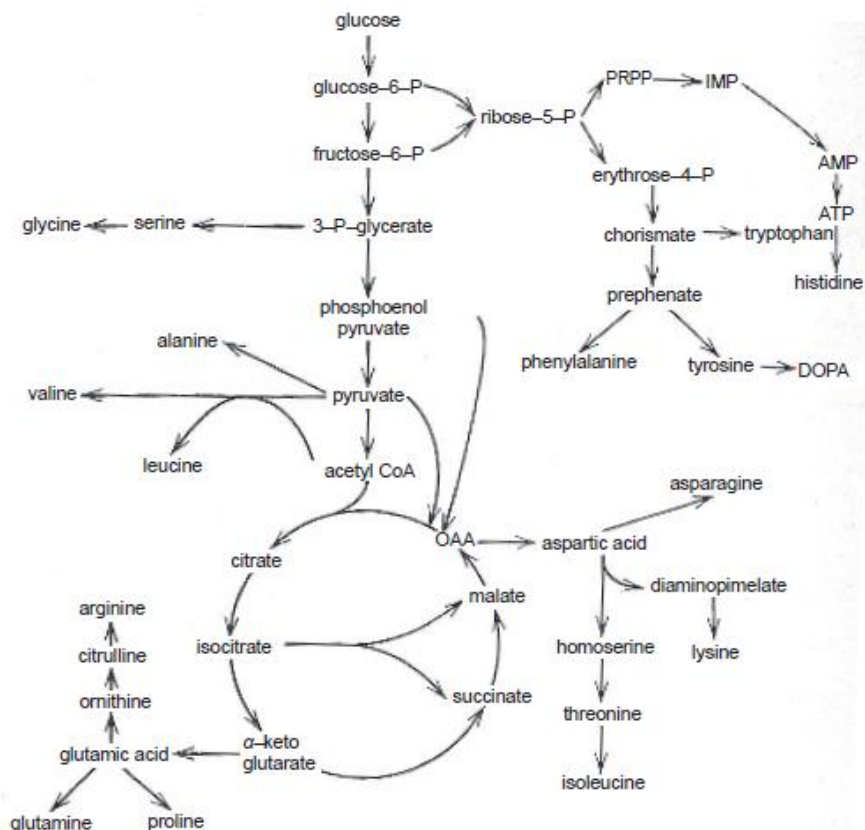 glucose
glucose–6–P
PRPP
IMP
ribose–5–P
fructose–6–P
AMP
erythrose–4–P
ATP
glycine
serine
3–P–glycerate
chorismate
tryptophan
histidine
prephenate
phosphoenol
pyruvate
alanine
phenylalanine
tyrosine
DOPA
valine
pyruvate
leucine
acetyl CoA
asparagine
OAA
aspartic acid
citrate
diaminopimelate
malate
arginine
isocitrate
homoserine
lysine
citrulline
succinate
ornithine
threonine
α–keto
glutarate
glutamic acid
isoleucine
glutamine
proline